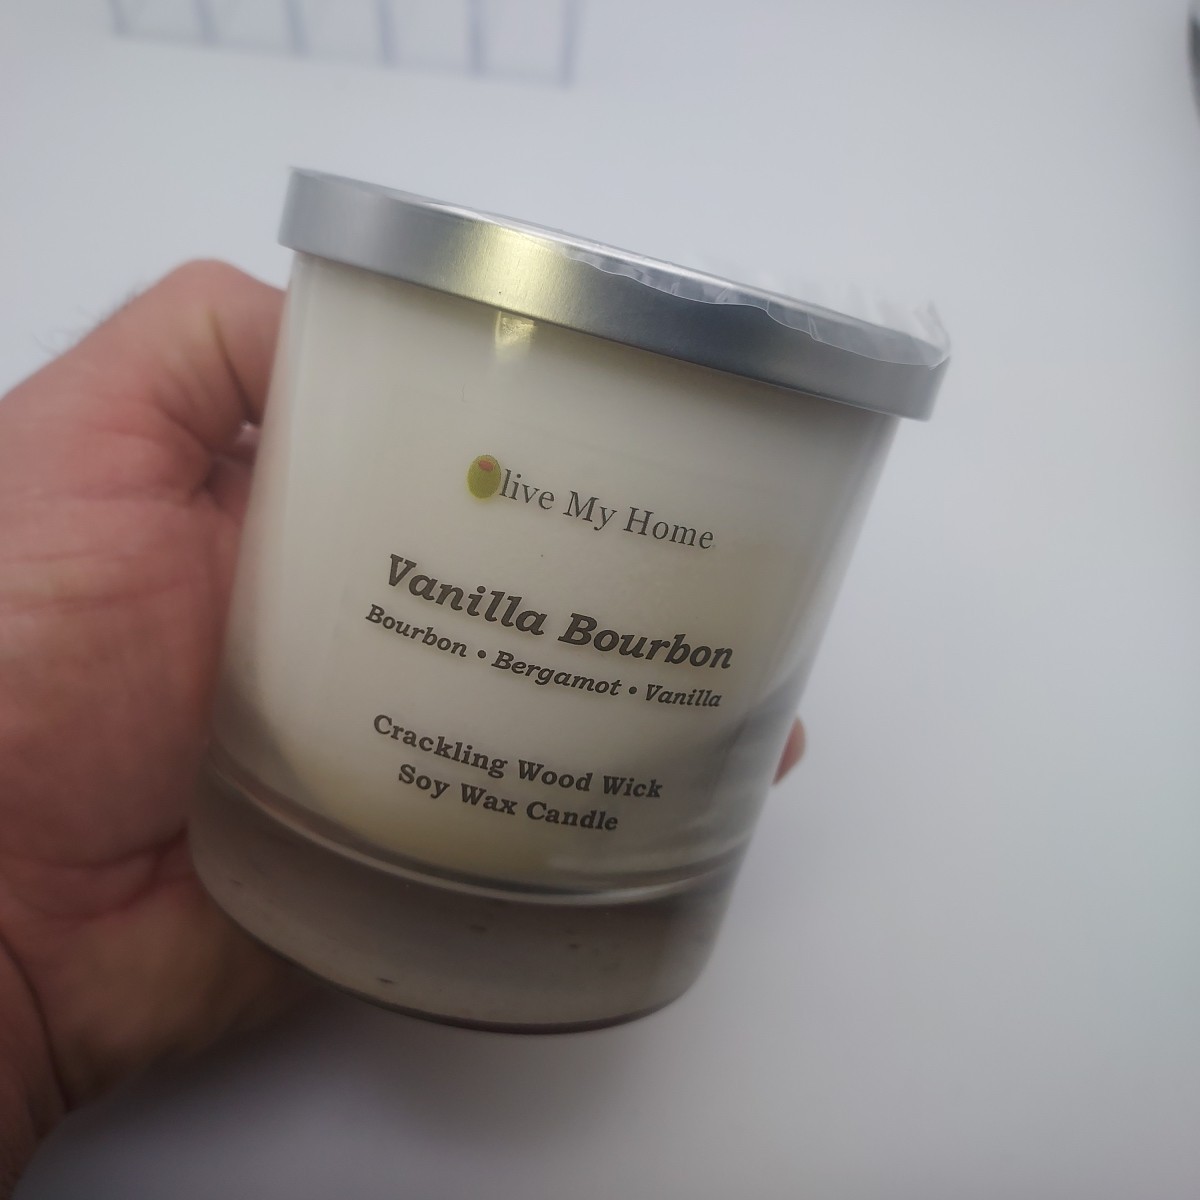 Olive My Home
Vanilla Bourbon
Bourbon • Bergamot • Vanilla
Crackling Wood Wick
Soy Wax Candle